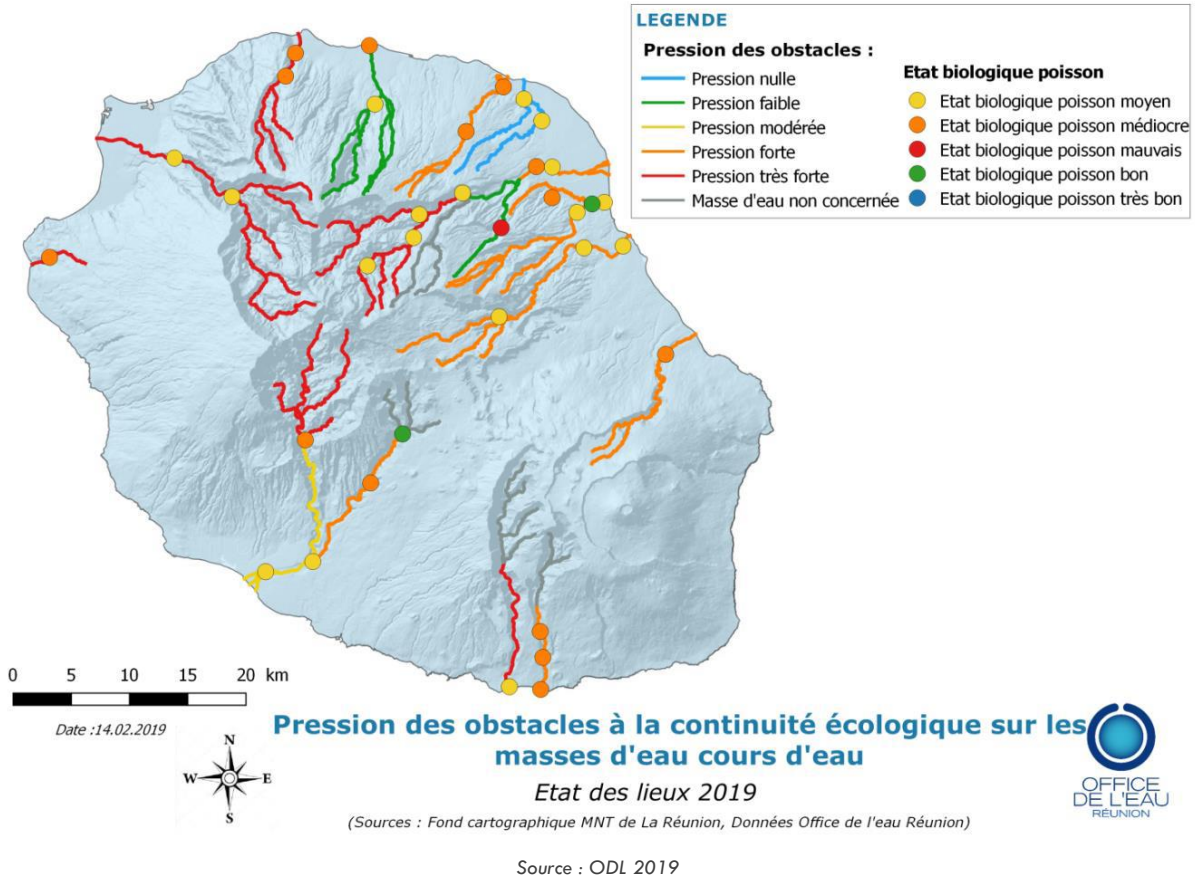 LEGENDE
Pression des obstacles :
Pression nulle
Pression faible
Pression modérée
Pression forte
Pression très forte
Masse d'eau non concernée
Etat biologique poisson
Etat biologique poisson moyen
Etat biologique poisson médiocre
Etat biologique poisson mauvais
Etat biologique poisson bon
Etat biologique poisson très bon
0 5 10 15 20 km
Date :14.02.2019
N
W E
S
Pression des obstacles à la continuité écologique sur les
masses d'eau cours d'eau
Etat des lieux 2019
(Sources : Fond cartographique MNT de La Réunion, Données Office de l'eau Réunion)
OFFICE
DE L'EAU
RÉUNION
Source : ODL 2019